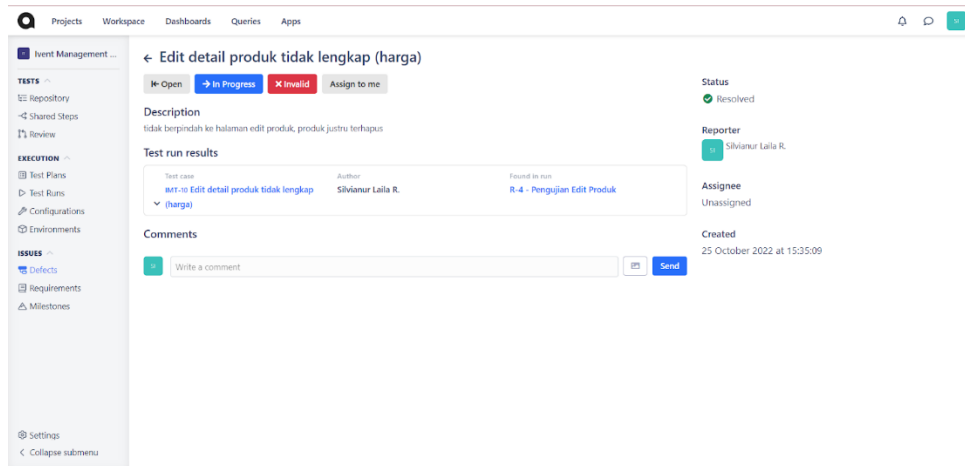 Projects Workspace Dashboards Queries Apps
Ivent Management ...
TESTS
Repository
Shared Steps
Review
EXECUTION
Test Plans
Test Runs
Configurations
Environments
ISSUES
Defects
Requirements
Milestones
Settings
Collapse submenu
Edit detail produk tidak lengkap (harga)
Open In Progress Invalid Assign to me
Description
tidak berpindah ke halaman edit produk, produk justru terhapus
Test run results
Test case Author Found in run
IMT-10 Edit detail produk tidak lengkap Silvianur Laila R. R-4 - Pengujian Edit Produk
(harga)
Comments
Write a comment Send
Status
Resolved
Reporter
Silvianur Laila R.
Assignee
Unassigned
Created
25 October 2022 at 15:35:09